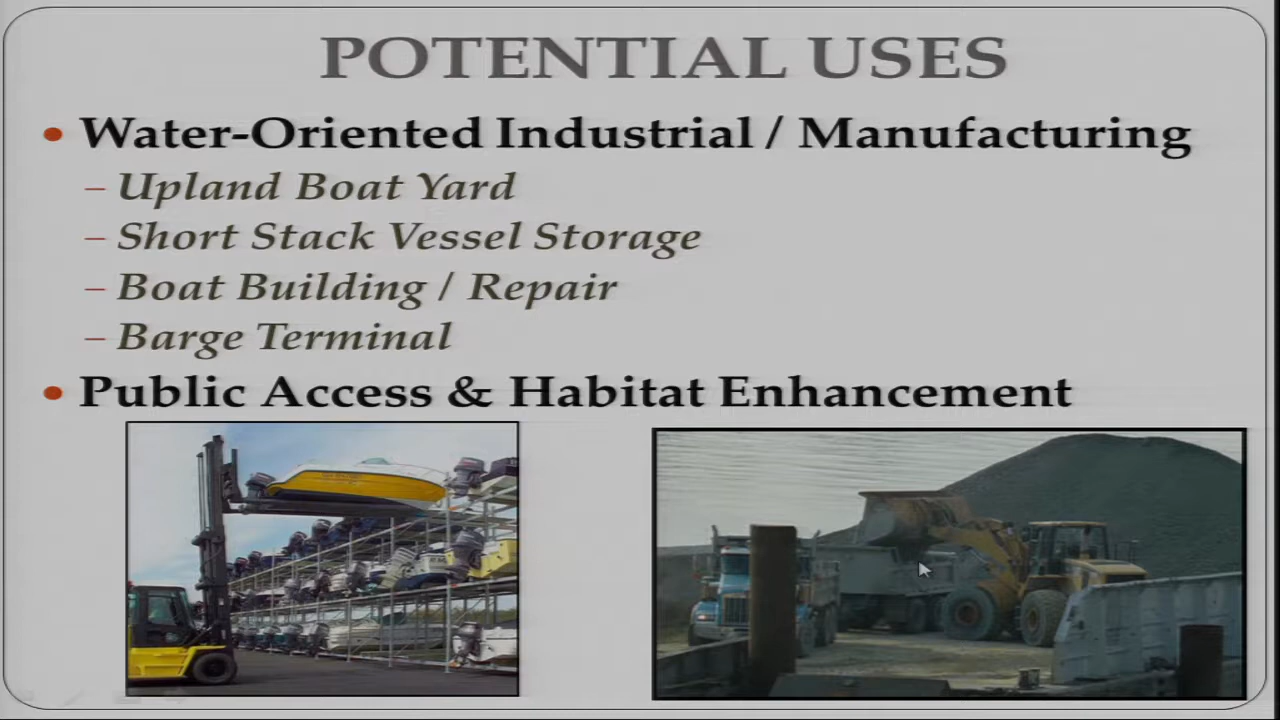 POTENTIAL USES
• Water-Oriented Industrial / Manufacturing
– Upland Boat Yard
– Short Stack Vessel Storage
– Boat Building / Repair
– Barge Terminal
• Public Access & Habitat Enhancement